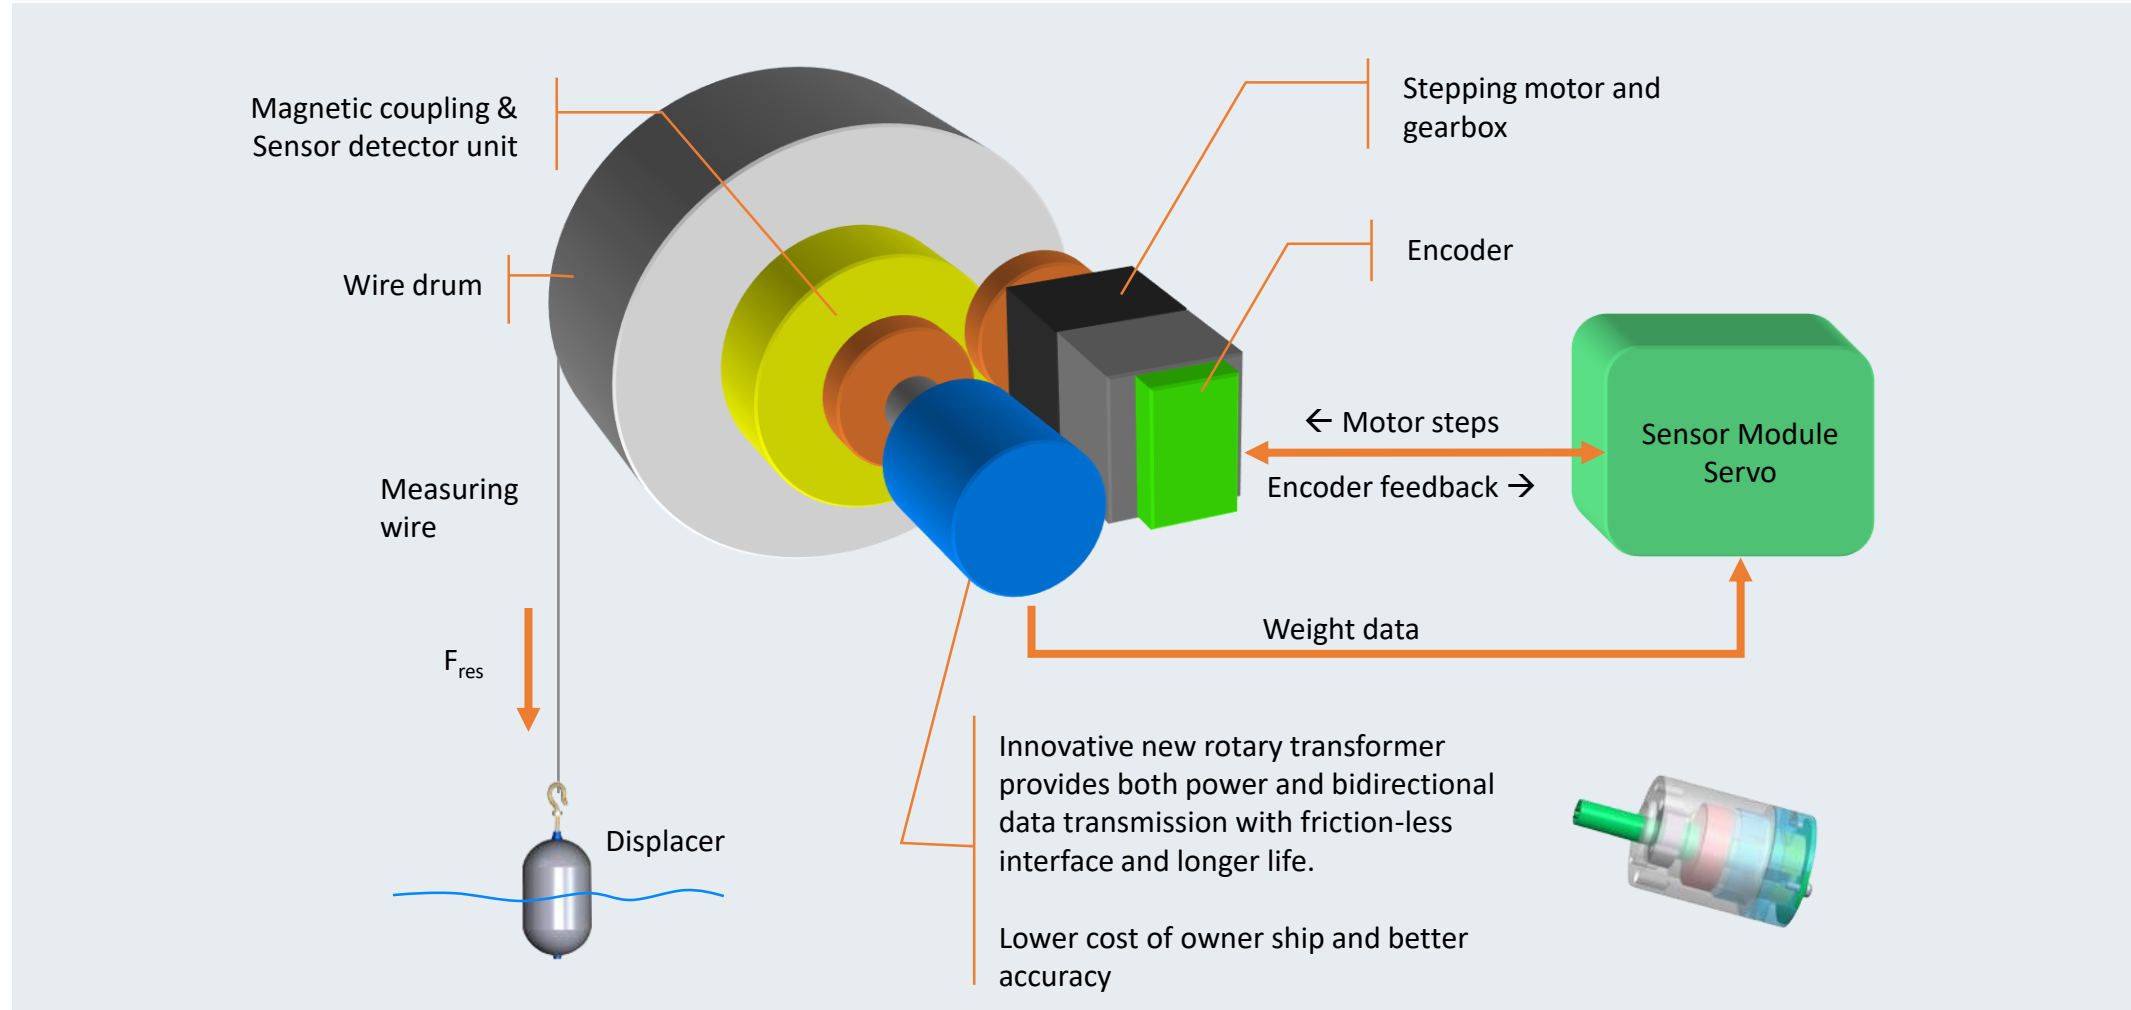 Magnetic coupling &
Sensor detector unit
Stepping motor and
gearbox
Wire drum
Encoder
← Motor steps
Encoder feedback →
Sensor Module
Servo
Measuring
wire
Weight data
Fres
Displacer
Innovative new rotary transformer
provides both power and bidirectional
data transmission with friction-less
interface and longer life.
Lower cost of owner ship and better
accuracy